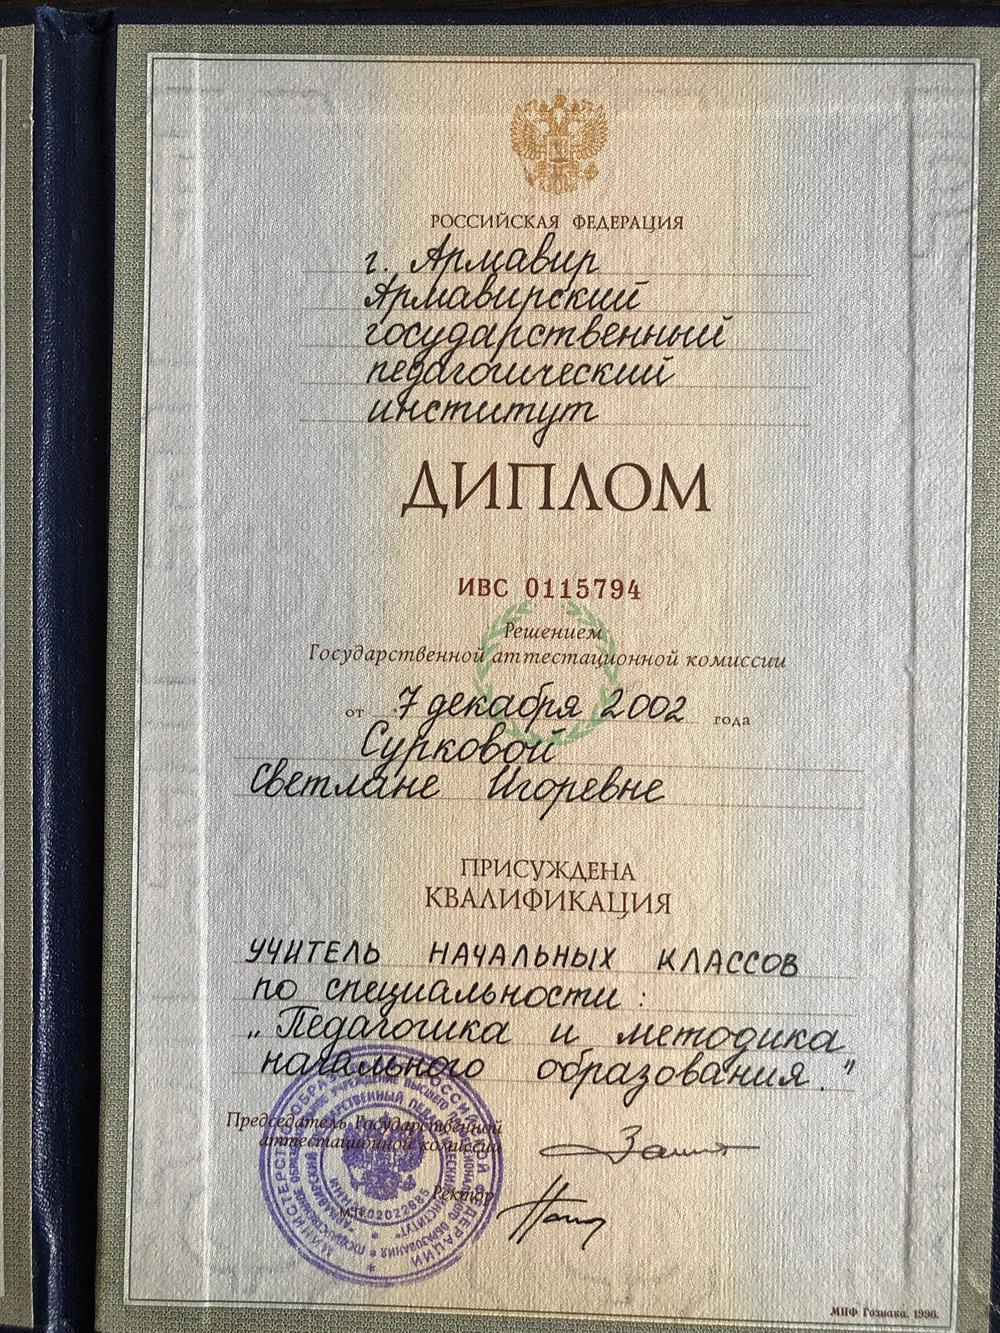 РОССИЙСКАЯ ФЕДЕРАЦИЯ
г. Армавир
Армавирский
государственный
педагогический
институт
ДИПЛОМ
ИВС 0115794
Решением
Государственной аттестационной комиссии
от 7 декабря 2002 года
Сурковой
Светлане Игоревне
ПРИСУЖДЕНА
КВАЛИФИКАЦИЯ
УЧИТЕЛЬ НАЧАЛЬНЫХ КЛАССОВ
по специальности:
„Педагогика и методика
начального образования."
Председатель Государственной
аттестационной комиссии
Ректор
М.П.
МПФ Гознака. 1996.